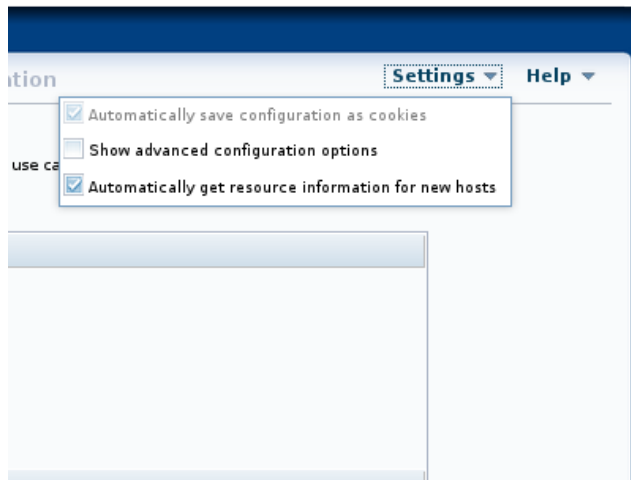 ation
Settings
Help
Automatically save configuration as cookies
Show advanced configuration options
use ca
Automatically get resource information for new hosts